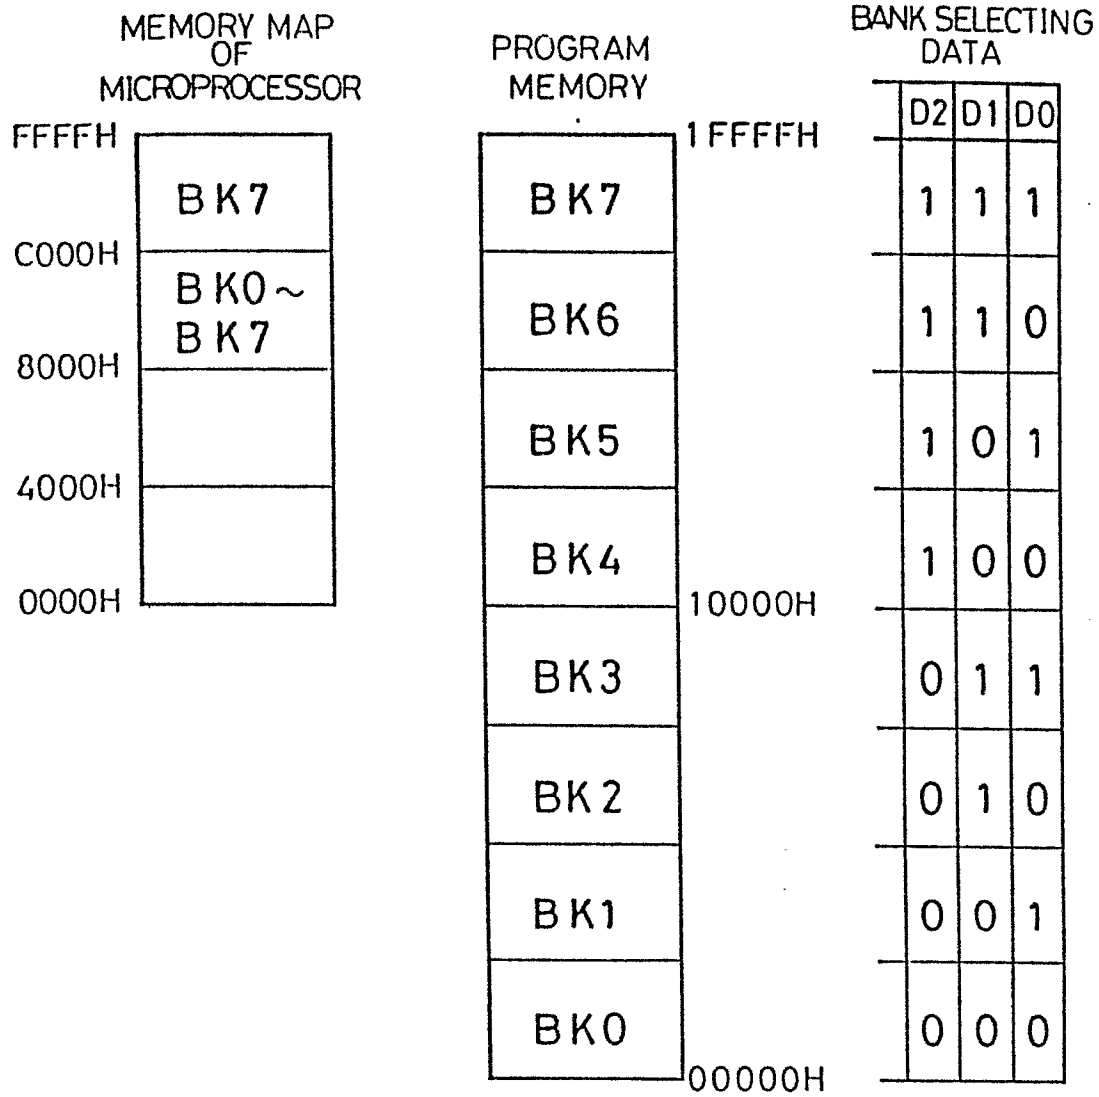 MEMORY MAP
OF
MICROPROCESSOR
FFFFH
BK7
C000H
BK0~
BK7
8000H
4000H
0000H
PROGRAM
MEMORY
1FFFFH
BK7
BK6
BK5
BK4
10000H
BK3
BK2
BK1
BK0
00000H
BANK SELECTING
DATA
D2 D1 D0
1 1 1
1 1 0
1 0 1
1 0 0
0 1 1
0 1 0
0 0 1
0 0 0